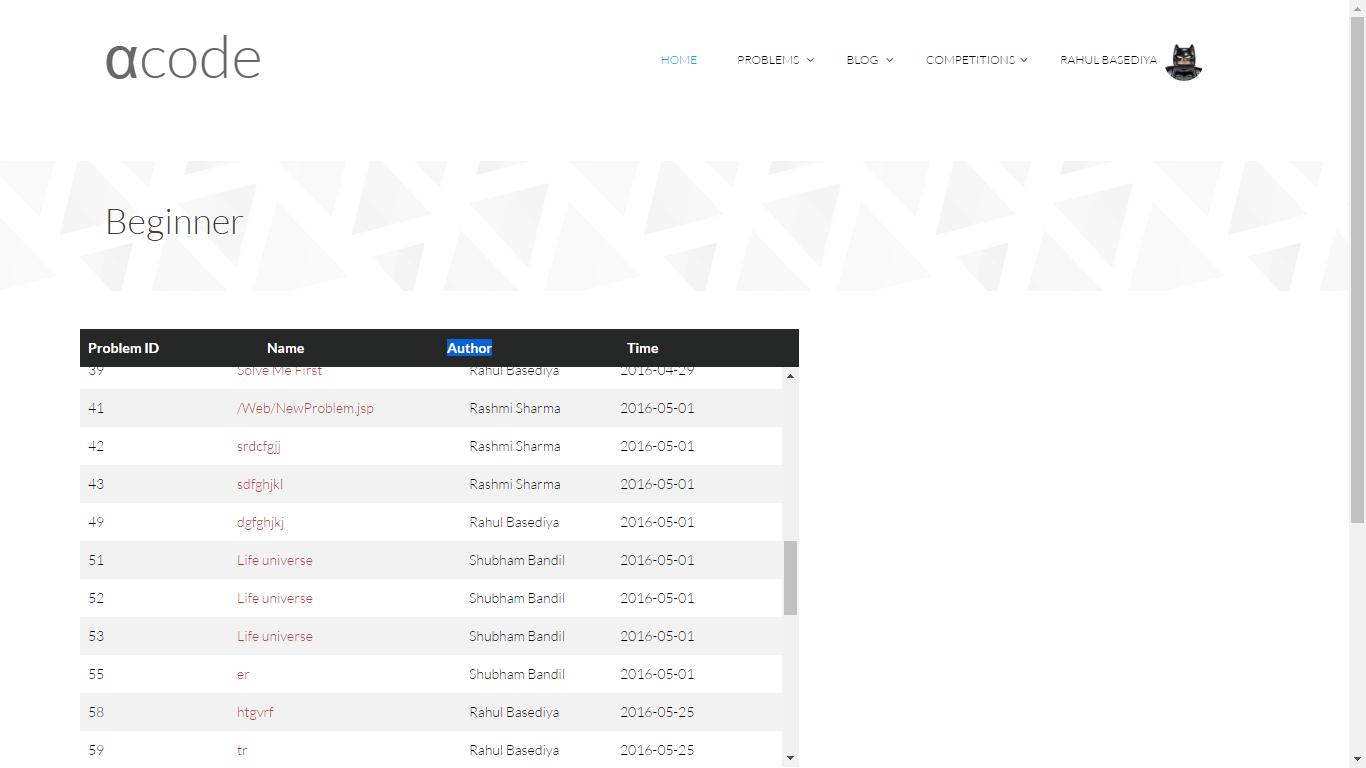 αcode
HOME PROBLEMS BLOG COMPETITIONS RAHUL BASEDIYA
Beginner
Problem ID Name Author Time
39 Solve Me First Rahul Basediya 2016-04-29
41 /Web/NewProblem.jsp Rashmi Sharma 2016-05-01
42 srdcfgjj Rashmi Sharma 2016-05-01
43 sdfghjkl Rashmi Sharma 2016-05-01
49 dgfghjkj Rahul Basediya 2016-05-01
51 Life universe Shubham Bandil 2016-05-01
52 Life universe Shubham Bandil 2016-05-01
53 Life universe Shubham Bandil 2016-05-01
55 er Shubham Bandil 2016-05-01
58 htgvrf Rahul Basediya 2016-05-25
59 tr Rahul Basediya 2016-05-25